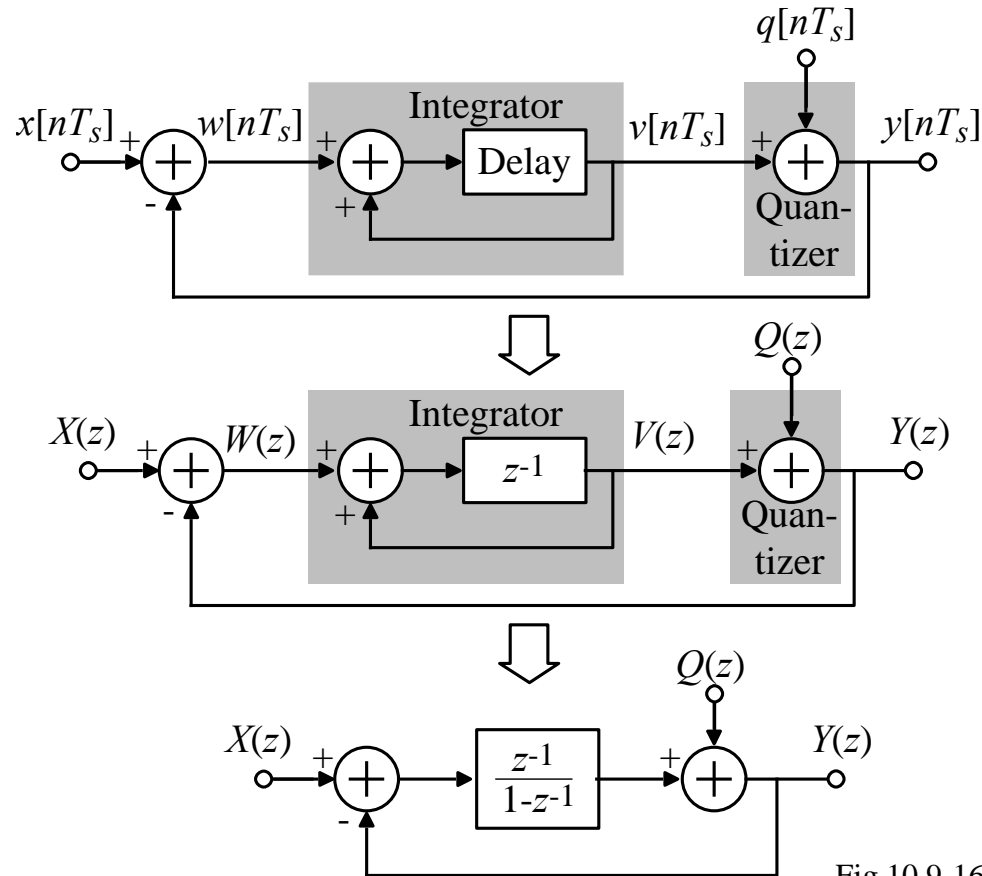 q[nTs]
Integrator
x[nTs] + w[nTs] + v[nTs] + y[nTs]
Delay
- +
Quan-
tizer
Q(z)
Integrator
X(z) + W(z) + V(z) + Y(z)
z-1
- +
Quan-
tizer
Q(z)
X(z) + + Y(z)
z-1
1-z-1
-
Fig.10.9-16